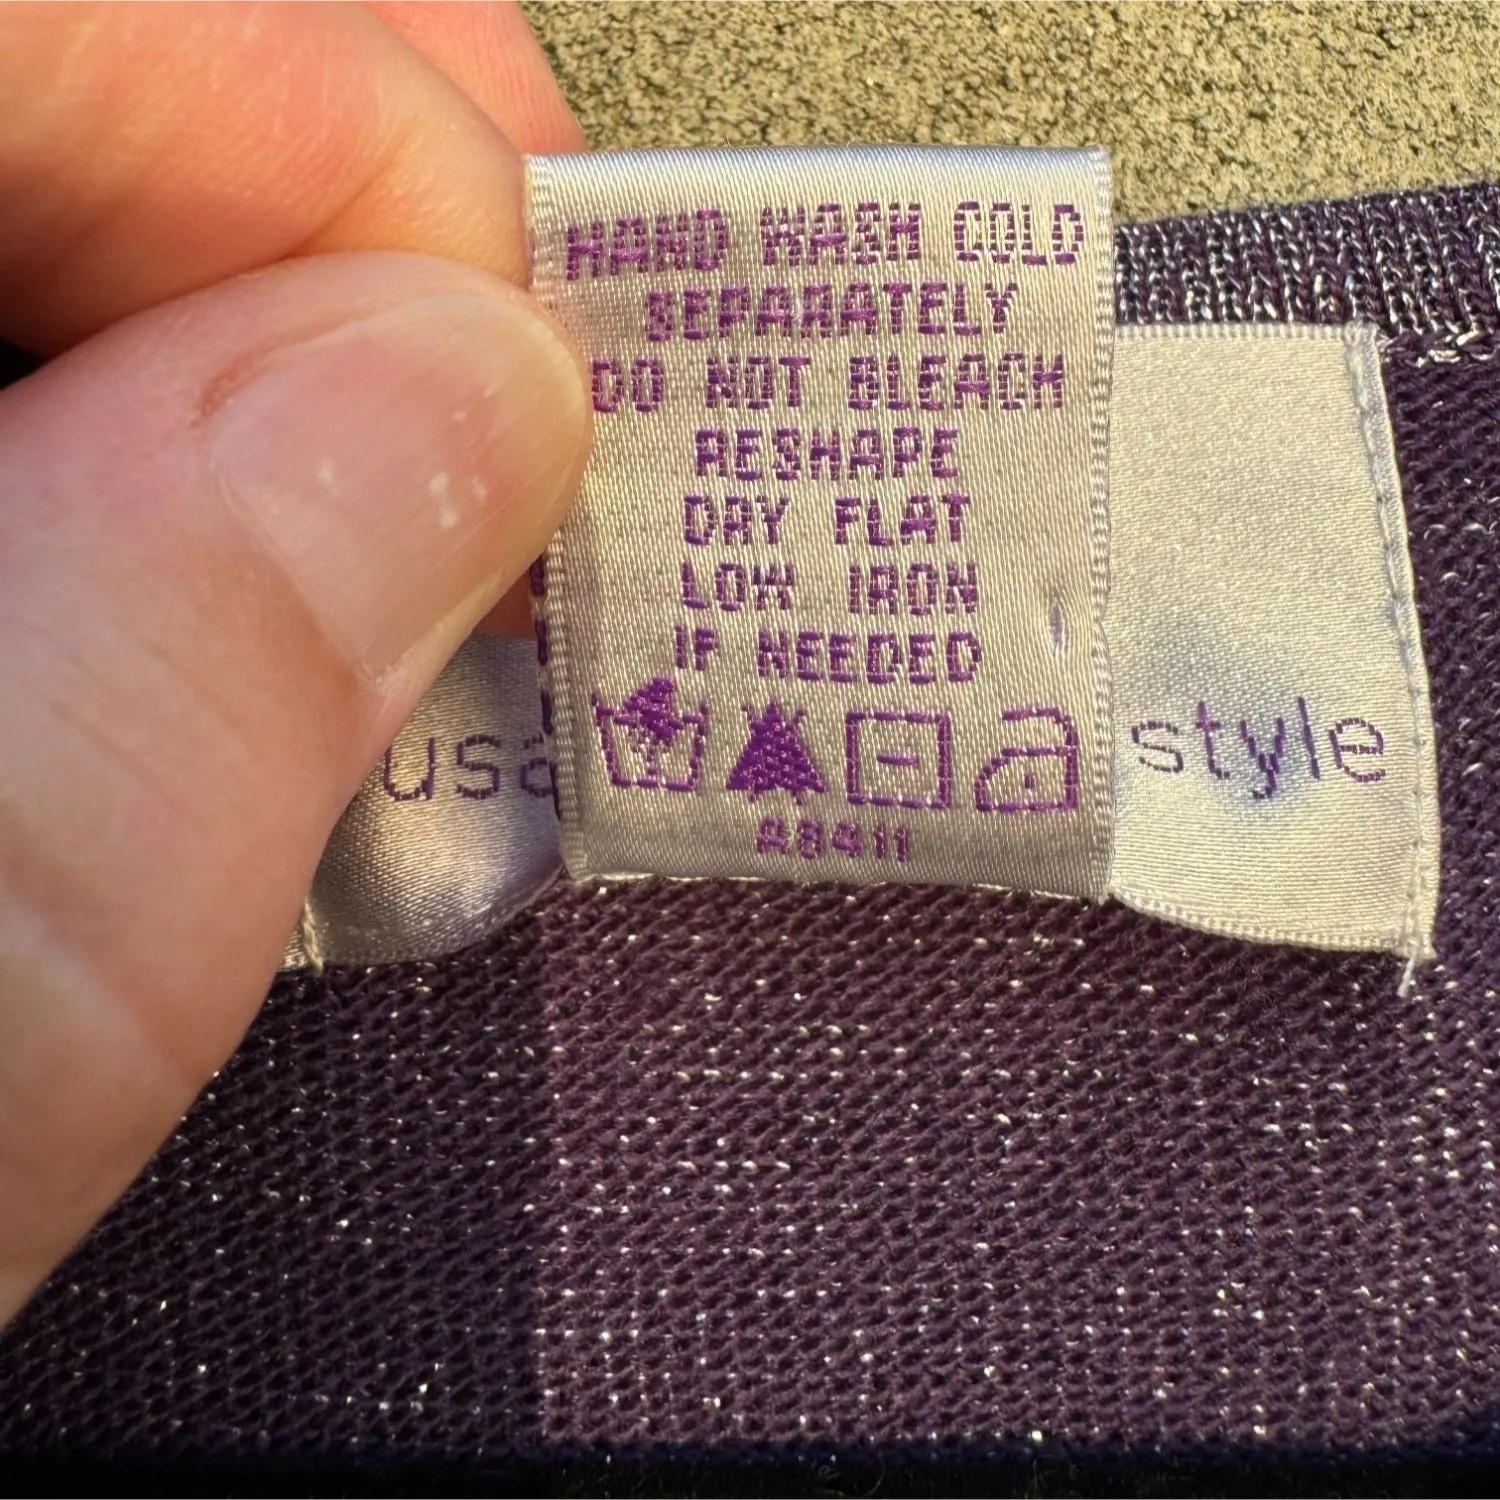 HAND WASH COLD
SEPARATELY
DO NOT BLEACH
RESHAPE
DRY FLAT
LOW IRON
IF NEEDED
A8411
style